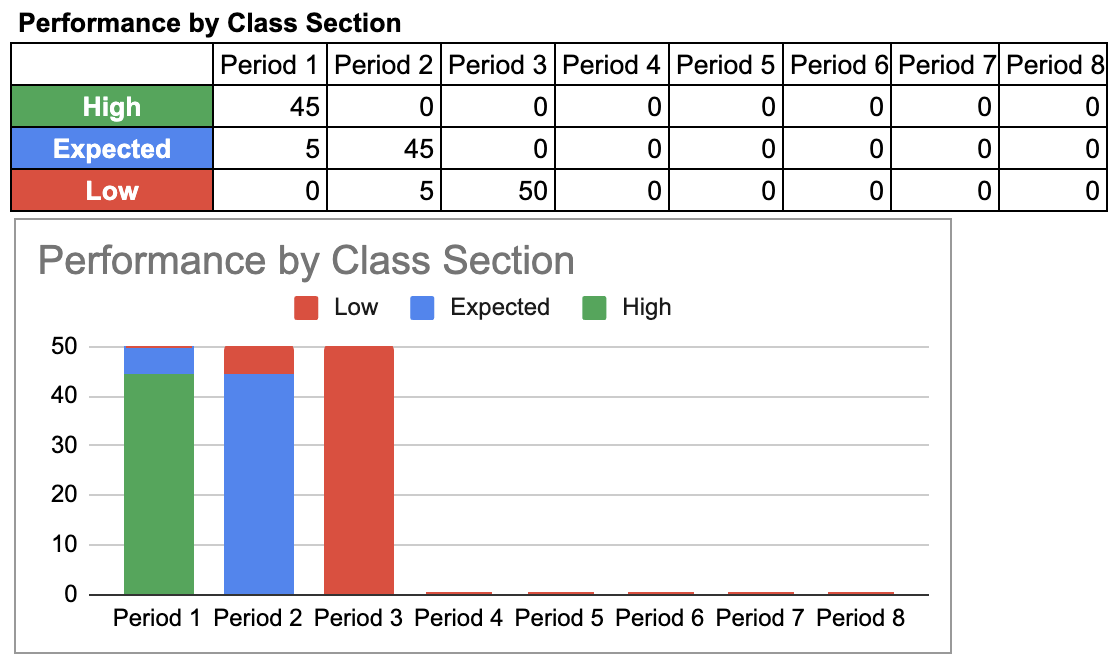 Performance by Class Section
Period 1 Period 2 Period 3 Period 4 Period 5 Period 6 Period 7 Period 8
High 45 0 0 0 0 0 0 0
Expected 5 45 0 0 0 0 0 0
Low 0 5 50 0 0 0 0 0
Performance by Class Section
Low Expected High
50
40
30
20
10
0
Period 1 Period 2 Period 3 Period 4 Period 5 Period 6 Period 7 Period 8